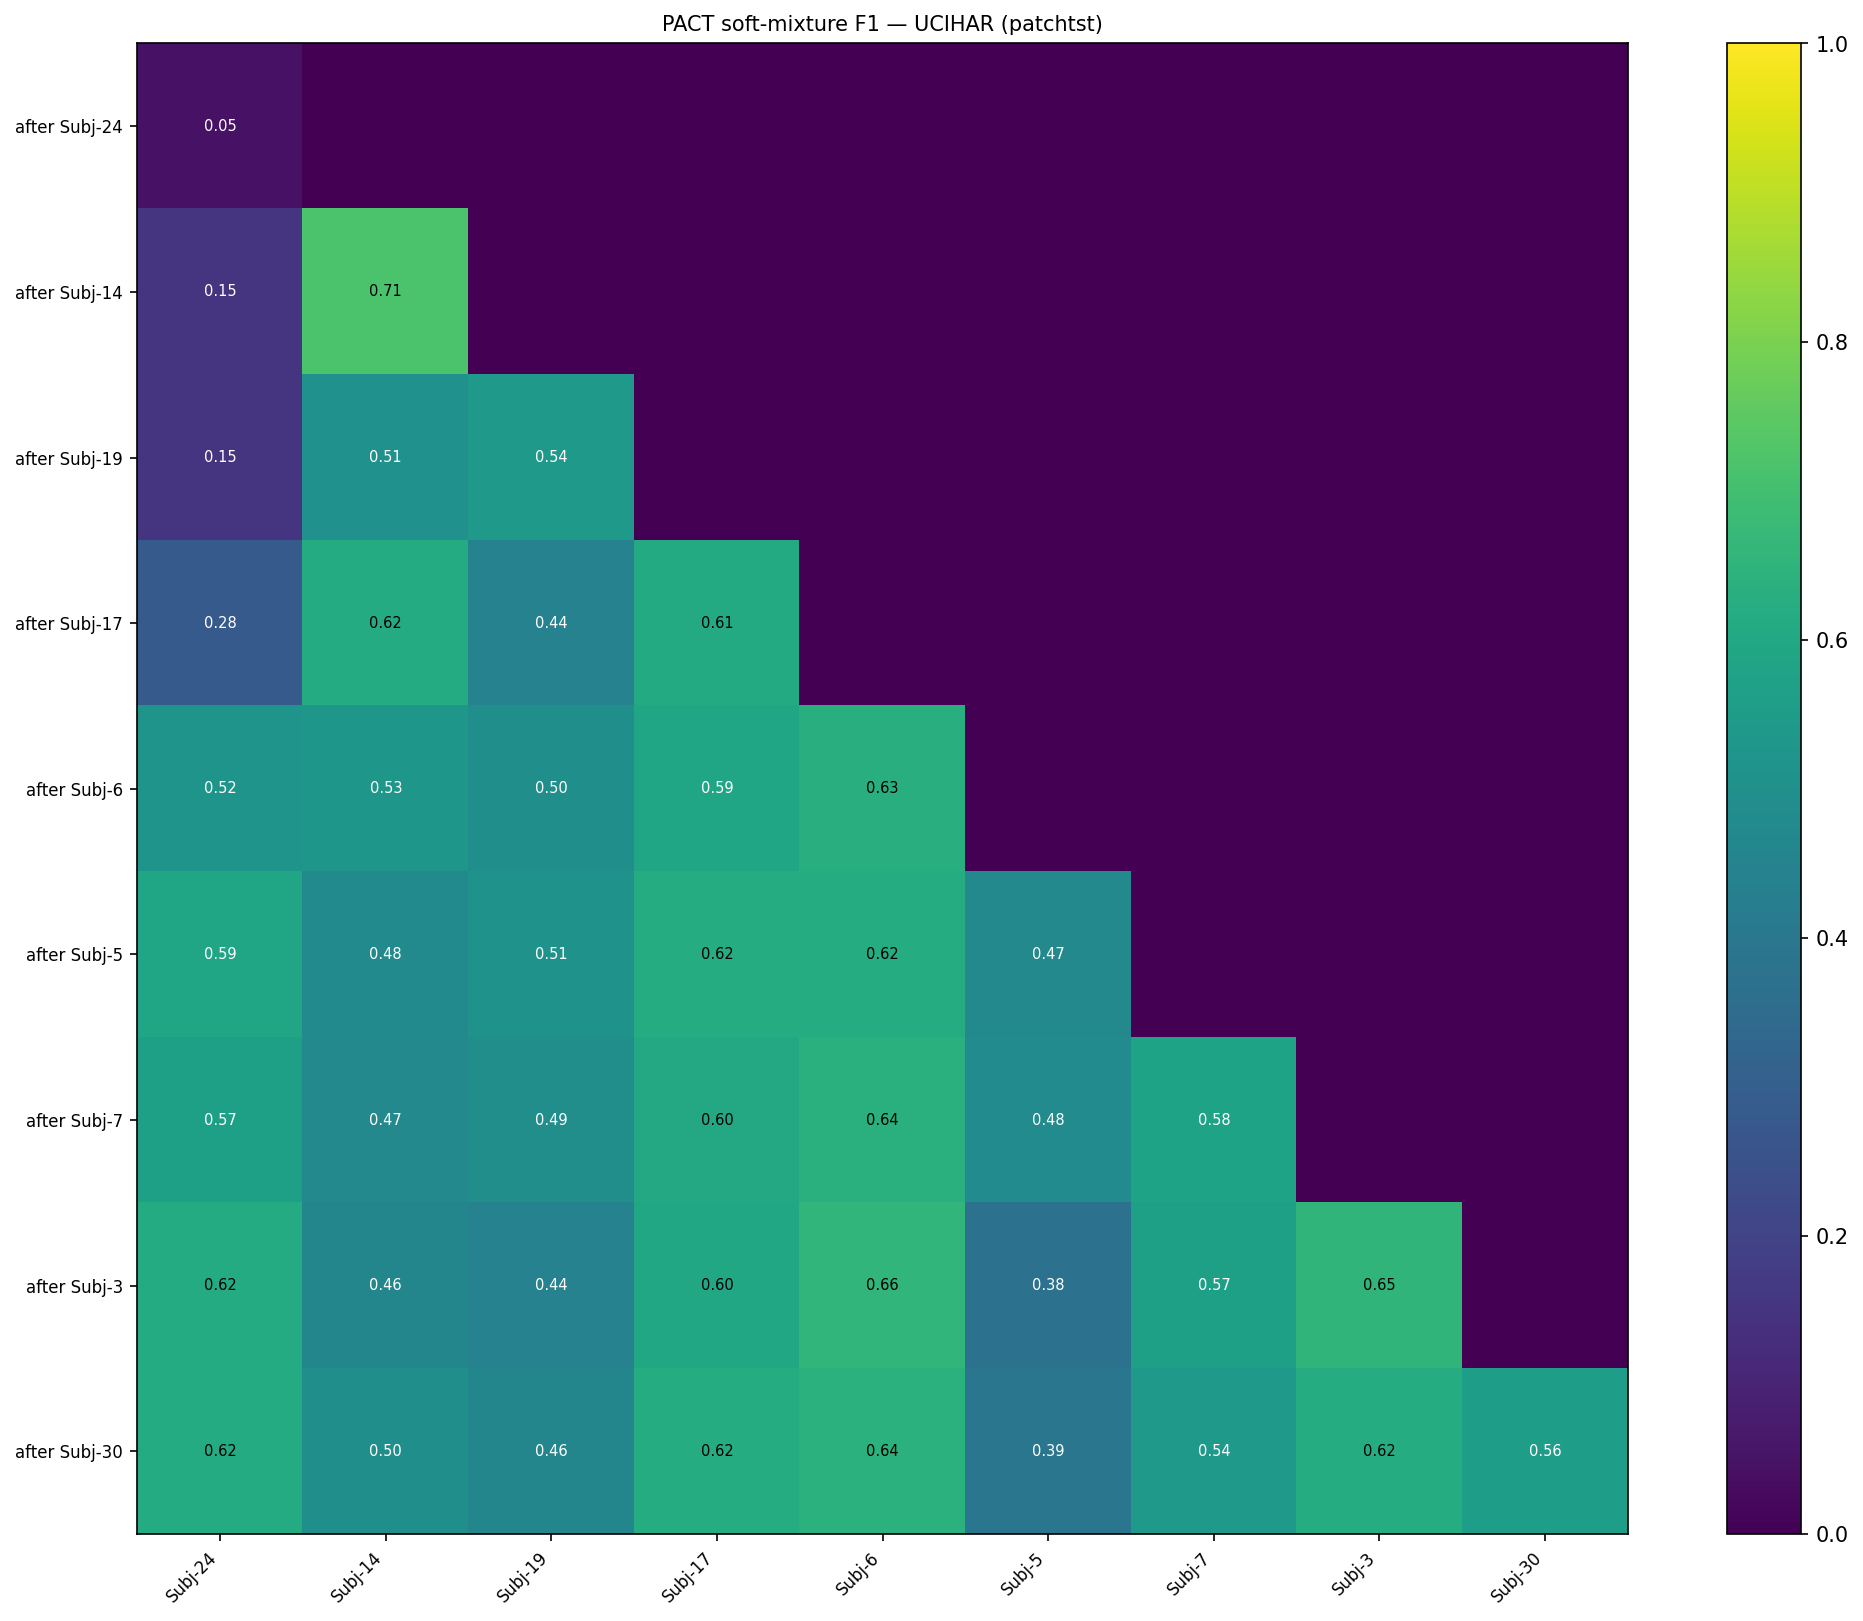 PACT soft-mixture F1 — UCIHAR (patchtst)
after Subj-24 0.05
after Subj-14 0.15 0.71
after Subj-19 0.15 0.51 0.54
after Subj-17 0.28 0.62 0.44 0.61
after Subj-6 0.52 0.53 0.50 0.59 0.63
after Subj-5 0.59 0.48 0.51 0.62 0.62 0.47
after Subj-7 0.57 0.47 0.49 0.60 0.64 0.48 0.58
after Subj-3 0.62 0.46 0.44 0.60 0.66 0.38 0.57 0.65
after Subj-30 0.62 0.50 0.46 0.62 0.64 0.39 0.54 0.62 0.56
Subj-24 Subj-14 Subj-19 Subj-17 Subj-6 Subj-5 Subj-7 Subj-3 Subj-30
1.0
0.8
0.6
0.4
0.2
0.0